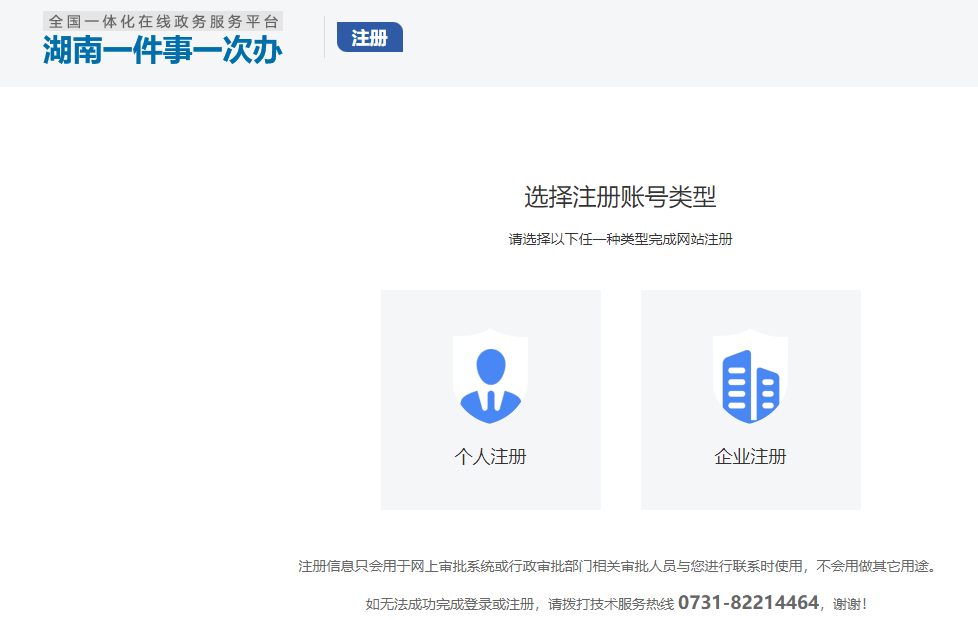 全国一体化在线政务服务平台
湖南一件事一次办
注册
选择注册账号类型
请选择以下任一种类型完成网站注册
个人注册
企业注册
注册信息只会用于网上审批系统或行政审批部门相关审批人员与您进行联系时使用，不会用做其它用途。
如无法成功完成登录或注册，请拨打技术服务热线 0731-82214464，谢谢！